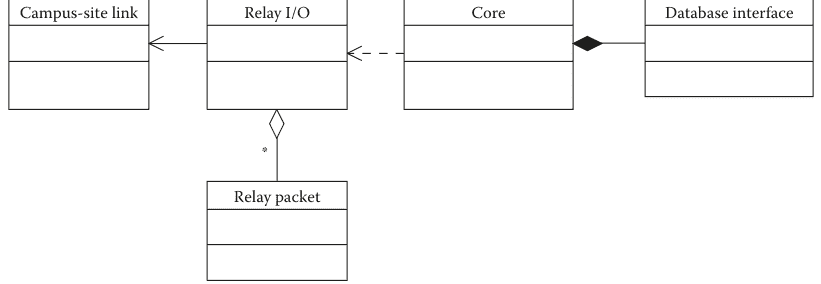 Campus-site link
Relay I/O
Core
Database interface
*
Relay packet